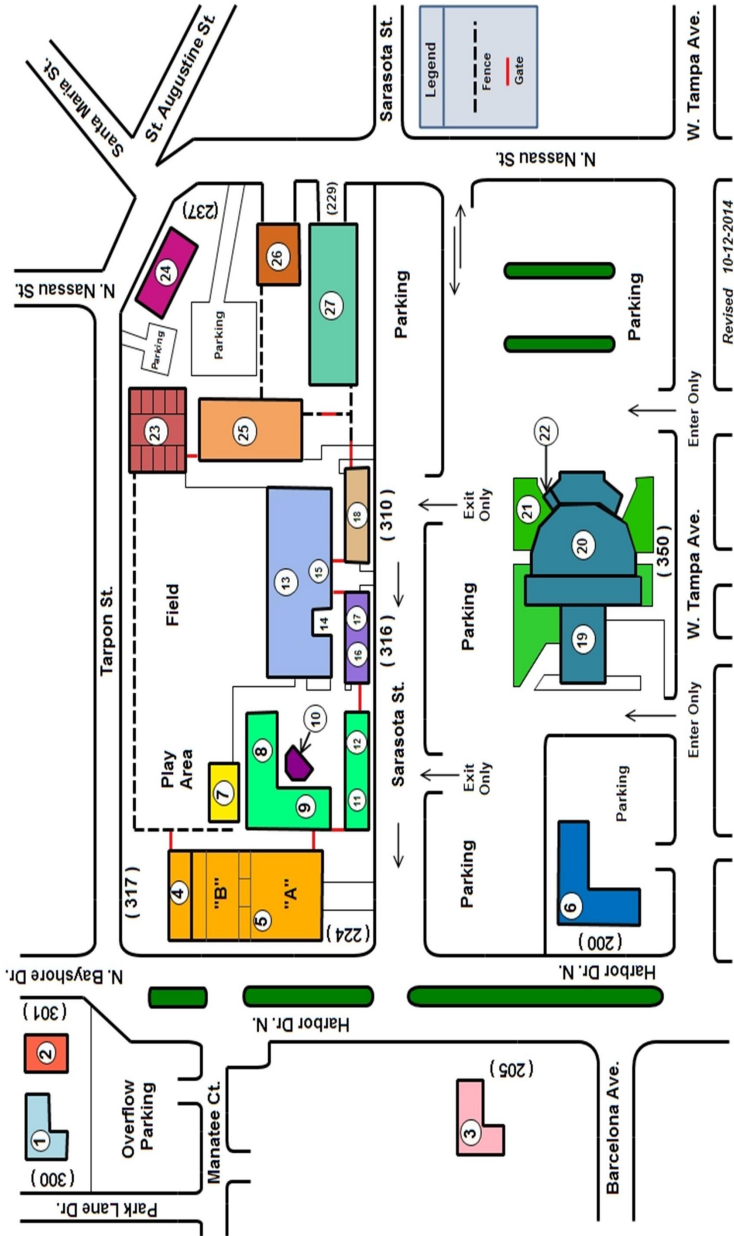 Santa Maria St.
St. Augustine St.
Sarasota St.
Legend
Fence
Gate
W. Tampa Ave.
N. Nassau St.
N. Nassau St.
Revised 10-12-2014
24
(237)
26
(229)
27
Parking
Parking
Parking
Parking
Tarpon St.
23
25
22
Enter Only
Exit
Only
21
20
(350)
19
W. Tampa Ave.
Field
13
15
14
18
(310)
17
16
(316)
Parking
Play
Area
8
10
7
9
12
11
Sarasota St.
Exit
Only
Enter Only
(317)
4
"B"
5
"A"
(224)
Parking
Parking
6
(200)
N. Bayshore Dr.
Harbor Dr. N.
Harbor Dr. N.
(301)
2
1
(300)
Overflow
Parking
Manatee Ct.
Park Lane Dr.
3
(205)
Barcelona Ave.